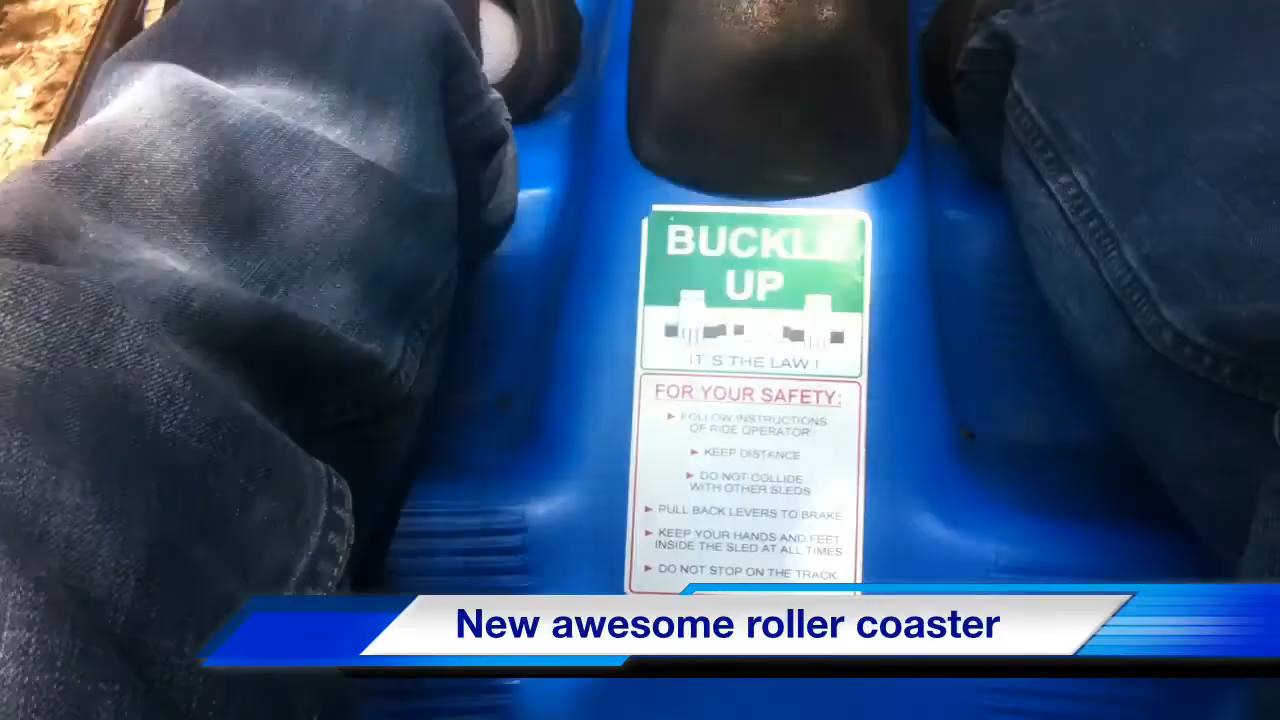 BUCKLE
UP
IT'S THE LAW!
FOR YOUR SAFETY:
► FOLLOW INSTRUCTIONS
OF RIDE OPERATOR
► KEEP DISTANCE
► DO NOT COLLIDE
WITH OTHER SLEDS
► PULL BACK LEVERS TO BRAKE
► KEEP YOUR HANDS AND FEET
INSIDE THE SLED AT ALL TIMES
► DO NOT STOP ON THE TRACK
New awesome roller coaster